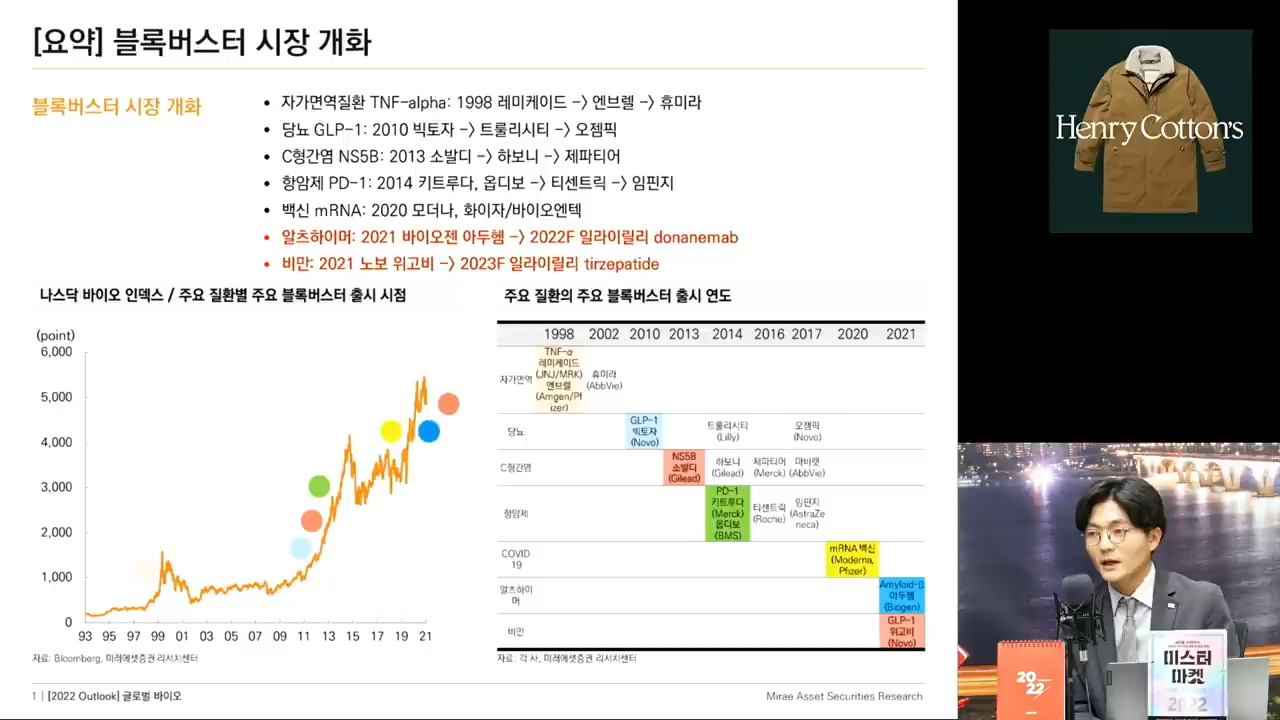 [요약] 블록버스터 시장 개화
블록버스터 시장 개화
• 자가면역질환 TNF-alpha: 1998 레미케이드 -> 엔브렐 -> 휴미라
• 당뇨 GLP-1: 2010 빅토자 -> 트룰리시티 -> 오젬픽
• C형간염 NS5B: 2013 소발디 -> 하보니 -> 제파티어
• 항암제 PD-1: 2014 키트루다, 옵디보 -> 티센트릭 -> 임핀지
• 백신 mRNA: 2020 모더나, 화이자/바이오엔텍
• 알츠하이머: 2021 바이오젠 아두헬 -> 2022F 일라이릴리 donanemab
• 비만: 2021 노보 위고비 -> 2023F 일라이릴리 tirzepatide
나스닥 바이오 인덱스 / 주요 질환별 주요 블록버스터 출시 시점
(point)
6,000
5,000
4,000
3,000
2,000
1,000
0
93 95 97 99 01 03 05 07 09 11 13 15 17 19 21
자료: Bloomberg, 미래에셋증권 리서치센터
주요 질환의 주요 블록버스터 출시 연도
1998 2002 2010 2013 2014 2016 2017 2020 2021
자가면역
TNF-α
레미케이드
(JNJ/MRK)
엔브렐
(Amgen/Pf
izer)
휴미라
(AbbVie)
당뇨
GLP-1
빅토자
(Novo)
트룰리시티
(Lilly)
오젬픽
(Novo)
C형간염
NS5B
소발디
(Gilead)
하보니
(Gilead)
제파티어
(Merck)
마비렛
(AbbVie)
항암제
PD-1
키트루다
(Merck)
옵디보
(BMS)
티센트릭
(Roche)
임핀지
(AstraZe
neca)
COVID
19
mRNA 백신
(Moderna,
Pfizer)
알츠하이
머
Amyloid-β
아두헬
(Biogen)
비만
GLP-1
위고비
(Novo)
자료: 각 사, 미래에셋증권 리서치센터
1 | [2022 Outlook] 글로벌 바이오
Mirae Asset Securities Research
Henry Cotton's
20
22
미스터
마켓
2022